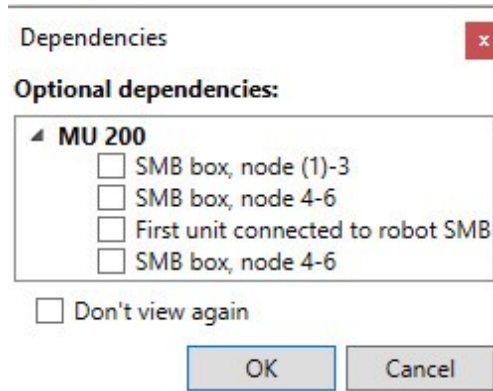 Dependencies
x
Optional dependencies:
MU 200
SMB box, node (1)-3
SMB box, node 4-6
First unit connected to robot SMB
SMB box, node 4-6
Don't view again
OK
Cancel